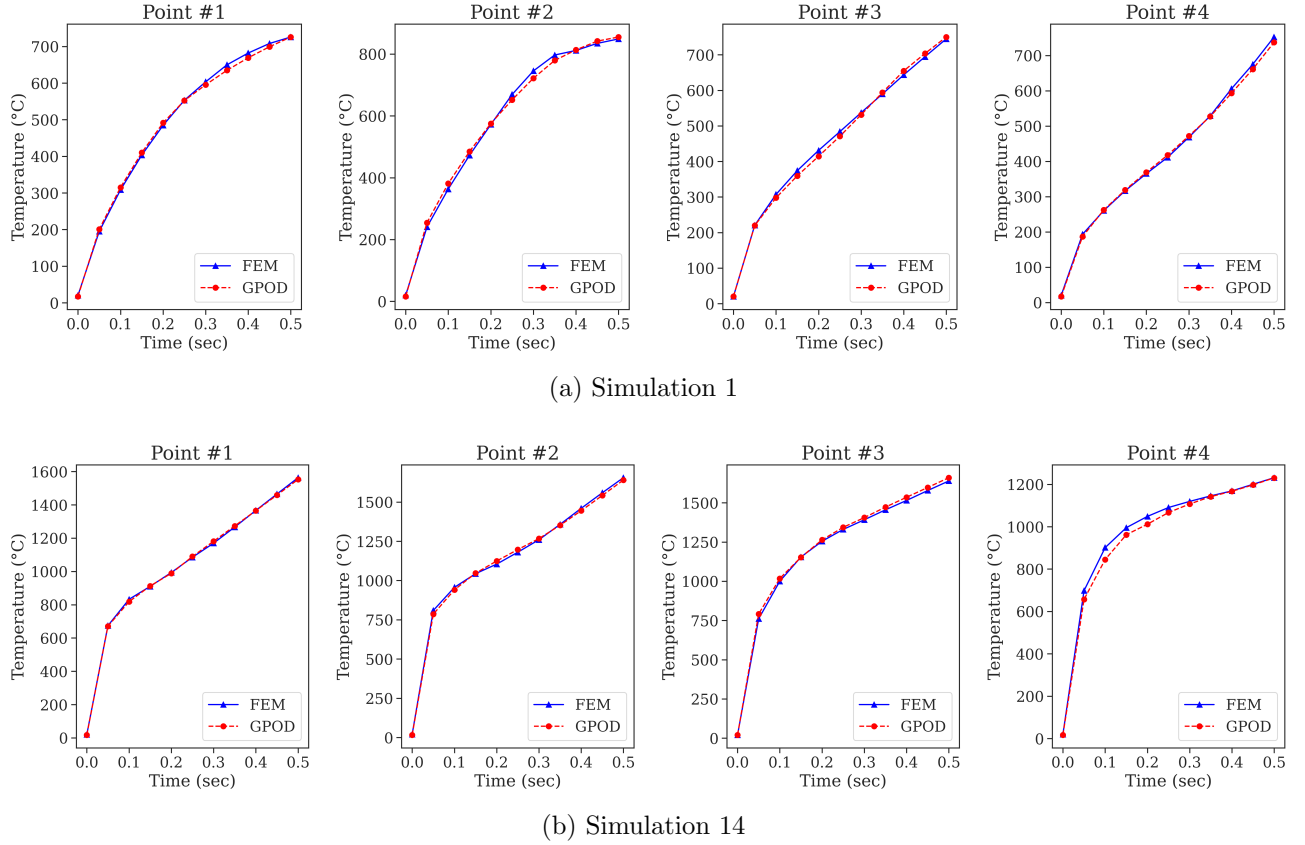 Point #1
Point #2
Point #3
Point #4
Temperature (°C)
700
600
500
400
300
200
100
0
FEM
GPOD
0.0 0.1 0.2 0.3 0.4 0.5
Time (sec)
Temperature (°C)
800
600
400
200
0
FEM
GPOD
0.0 0.1 0.2 0.3 0.4 0.5
Time (sec)
Temperature (°C)
700
600
500
400
300
200
100
0
FEM
GPOD
0.0 0.1 0.2 0.3 0.4 0.5
Time (sec)
Temperature (°C)
700
600
500
400
300
200
100
0
FEM
GPOD
0.0 0.1 0.2 0.3 0.4 0.5
Time (sec)
(a) Simulation 1
Point #1
Point #2
Point #3
Point #4
Temperature (°C)
1600
1400
1200
1000
800
600
400
200
0
FEM
GPOD
0.0 0.1 0.2 0.3 0.4 0.5
Time (sec)
Temperature (°C)
1500
1250
1000
750
500
250
0
FEM
GPOD
0.0 0.1 0.2 0.3 0.4 0.5
Time (sec)
Temperature (°C)
1500
1250
1000
750
500
250
0
FEM
GPOD
0.0 0.1 0.2 0.3 0.4 0.5
Time (sec)
Temperature (°C)
1200
1000
800
600
400
200
0
FEM
GPOD
0.0 0.1 0.2 0.3 0.4 0.5
Time (sec)
(b) Simulation 14